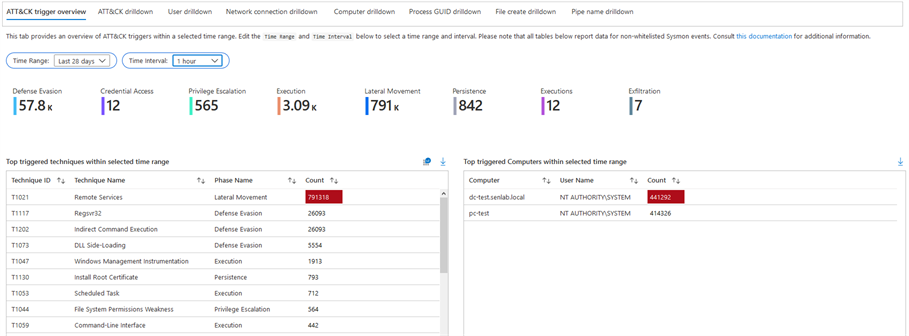 ATT&CK trigger overview ATT&CK drilldown User drilldown Network connection drilldown Computer drilldown Process GUID drilldown File create drilldown Pipe name drilldown
This tab provides an overview of ATT&CK triggers within a selected time range. Edit the Time Range and Time Interval below to select a time range and interval. Please note that all tables below report data for non-whitelisted Sysmon events. Consult this documentation for additional information.
Time Range: Last 28 days Time Interval: 1 hour
Defense Evasion Credential Access Privilege Escalation Execution Lateral Movement Persistence Executions Exfiltration
57.8 K 12 565 3.09 K 791 K 842 12 7
Top triggered techniques within selected time range
Technique ID Technique Name Phase Name Count
T1021 Remote Services Lateral Movement 791318
T1117 Regsvr32 Defense Evasion 26093
T1202 Indirect Command Execution Defense Evasion 26093
T1073 DLL Side-Loading Defense Evasion 5554
T1047 Windows Management Instrumentation Execution 1913
T1130 Install Root Certificate Persistence 793
T1053 Scheduled Task Execution 712
T1044 File System Permissions Weakness Privilege Escalation 564
T1059 Command-Line Interface Execution 442
Top triggered Computers within selected time range
Computer User Name Count
dc-test.senlab.local NT AUTHORITY\SYSTEM 441292
pc-test NT AUTHORITY\SYSTEM 414326